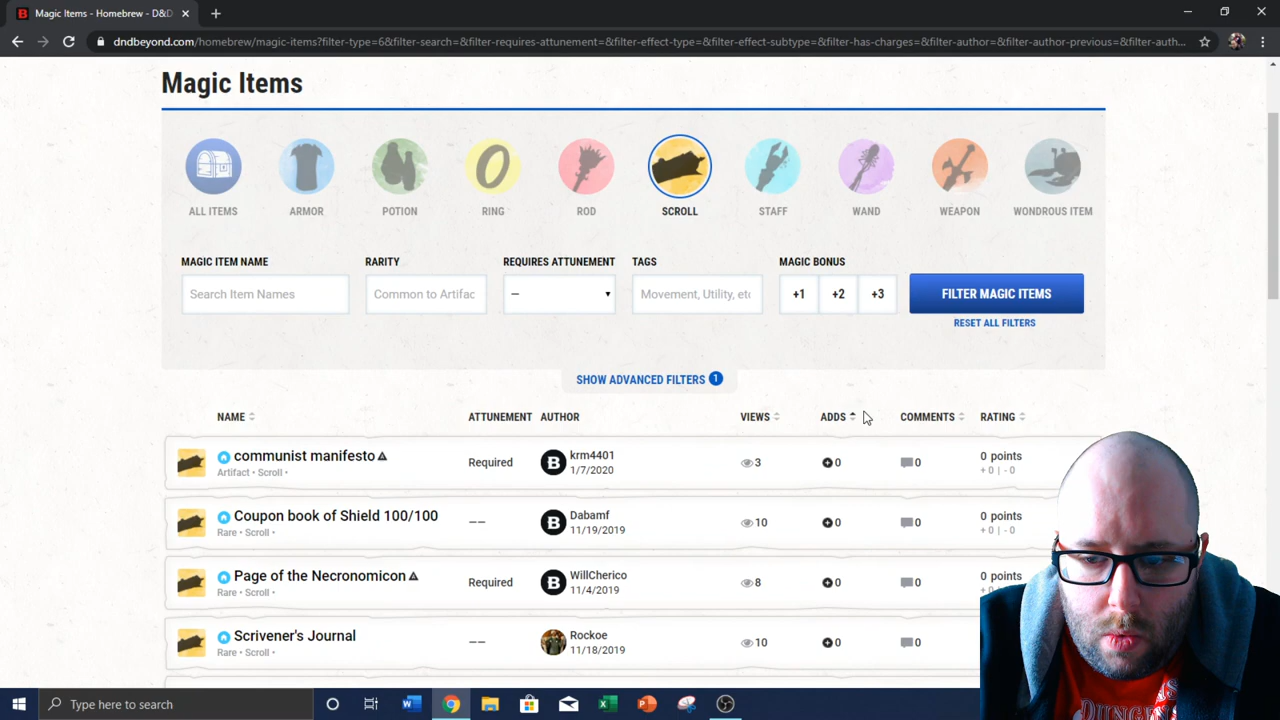 Magic Items - Homebrew - D&D
dndbeyond.com/homebrew/magic-items?filter-type=6&filter-search=&filter-requires-attunement=&filter-effect-type=&filter-effect-subtype=&filter-has-charges=&filter-author=&filter-author-previous=&filter-auth...
Magic Items
ALL ITEMS ARMOR POTION RING ROD SCROLL STAFF WAND WEAPON WONDROUS ITEM
MAGIC ITEM NAME RARITY REQUIRES ATTUNEMENT TAGS MAGIC BONUS
Search Item Names Common to Artifac — Movement, Utility, etc +1 +2 +3 FILTER MAGIC ITEMS
RESET ALL FILTERS
SHOW ADVANCED FILTERS 1
NAME ATTUNEMENT AUTHOR VIEWS ADDS COMMENTS RATING
communist manifesto Required B krm4401 3 0 0 0 points
Artifact • Scroll • 1/7/2020 + 0 | - 0
Coupon book of Shield 100/100 -- B Dabamf 10 0 0 0 points
Rare • Scroll • 11/19/2019 + 0 | - 0
Page of the Necronomicon Required B WillCherico 8 0 0 0 points
Rare • Scroll • 11/4/2019 + 0 | - 0
Scrivener's Journal -- Rockoe 10 0 0
Rare • Scroll • 11/18/2019
Type here to search